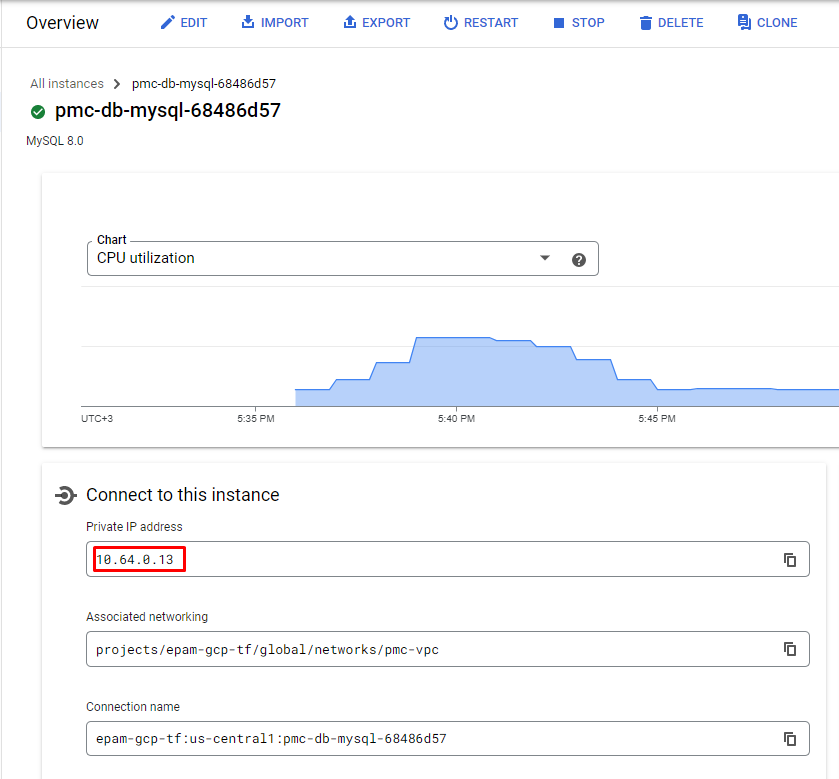 Overview EDIT IMPORT EXPORT RESTART STOP DELETE CLONE
All instances pmc-db-mysql-68486d57
pmc-db-mysql-68486d57
MySQL 8.0
Chart
CPU utilization
UTC+3 5:35 PM 5:40 PM 5:45 PM
Connect to this instance
Private IP address
10.64.0.13
Associated networking
projects/epam-gcp-tf/global/networks/pmc-vpc
Connection name
epam-gcp-tf:us-central1:pmc-db-mysql-68486d57